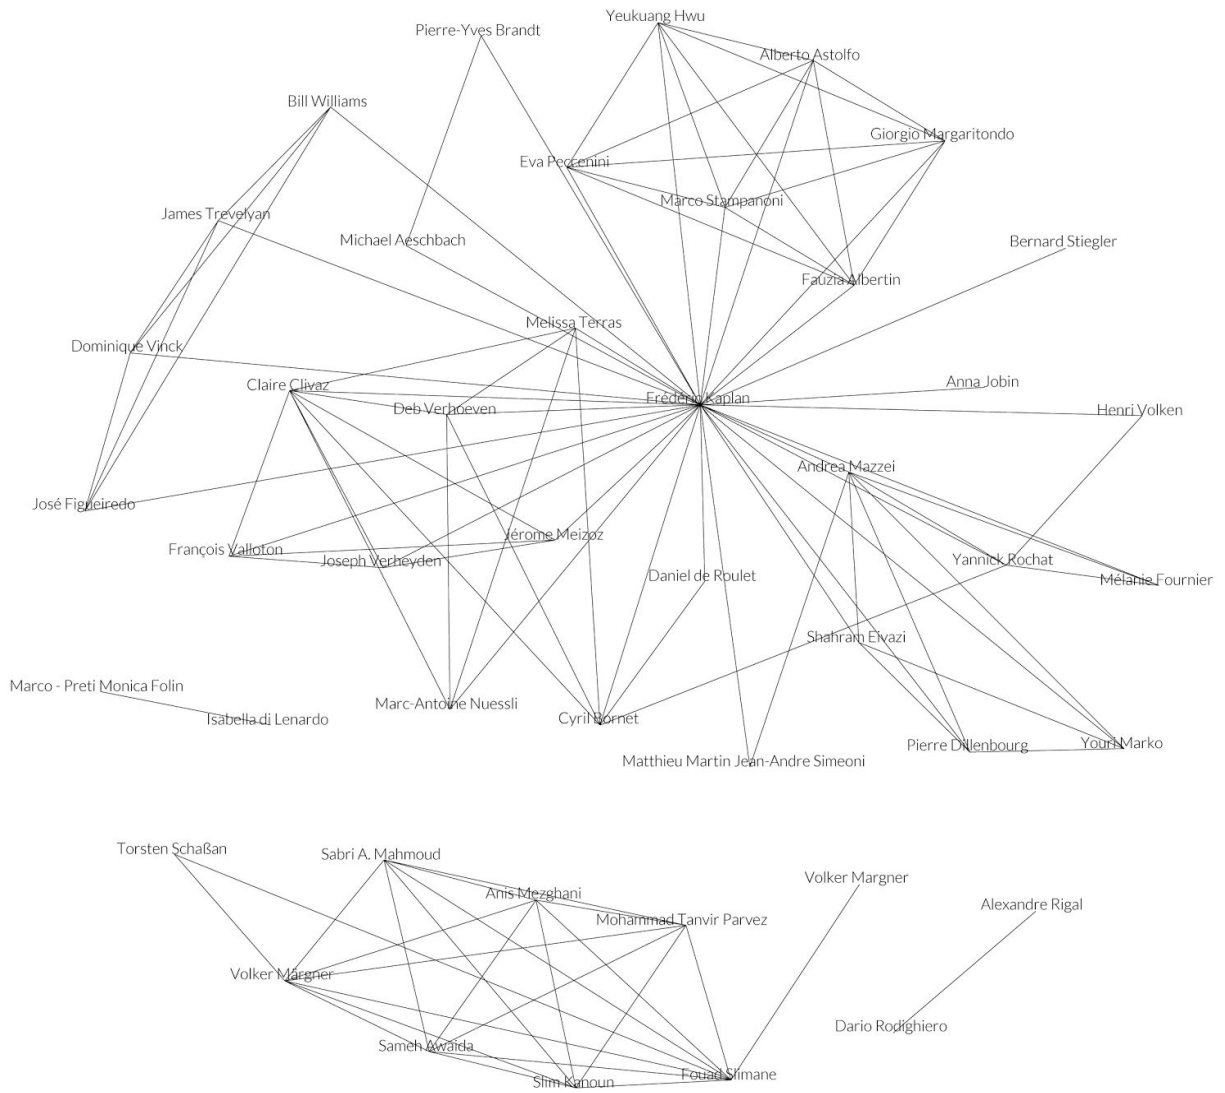 Yeukuang Hwu
Pierre-Yves Brandt
Alberto Astolfo
Bill Williams
Giorgio Margaritondo
Eva Peccenini
Marco Stampanoni
James Trevelyan
Michael Aeschbach
Bernard Stiegler
Fauzia Albertin
Melissa Terras
Dominique Vinck
Claire Clivaz
Anna Jobin
Frédéric Kaplan
Deb Verhoeven
Henri Volken
Andrea Mazzei
José Figueiredo
Jérome Meizoz
François Valloton
Joseph Verheyden
Yannick Rochat
Daniel de Roulet
Mélanie Fournier
Shahram Eivazi
Marco - Preti Monica Folin
Marc-Antoine Nuessli
Isabella di Lenardo
Cyril Bornet
Pierre Dillenbourg
Youri Marko
Matthieu Martin Jean-Andre Simeoni
Torsten Schaßan
Sabri A. Mahmoud
Volker Margner
Anis Mezghani
Alexandre Rigal
Mohammad Tanvir Parvez
Volker Märgner
Dario Rodighiero
Sameh Awaida
Fouad Slimane
Slim Kanoun